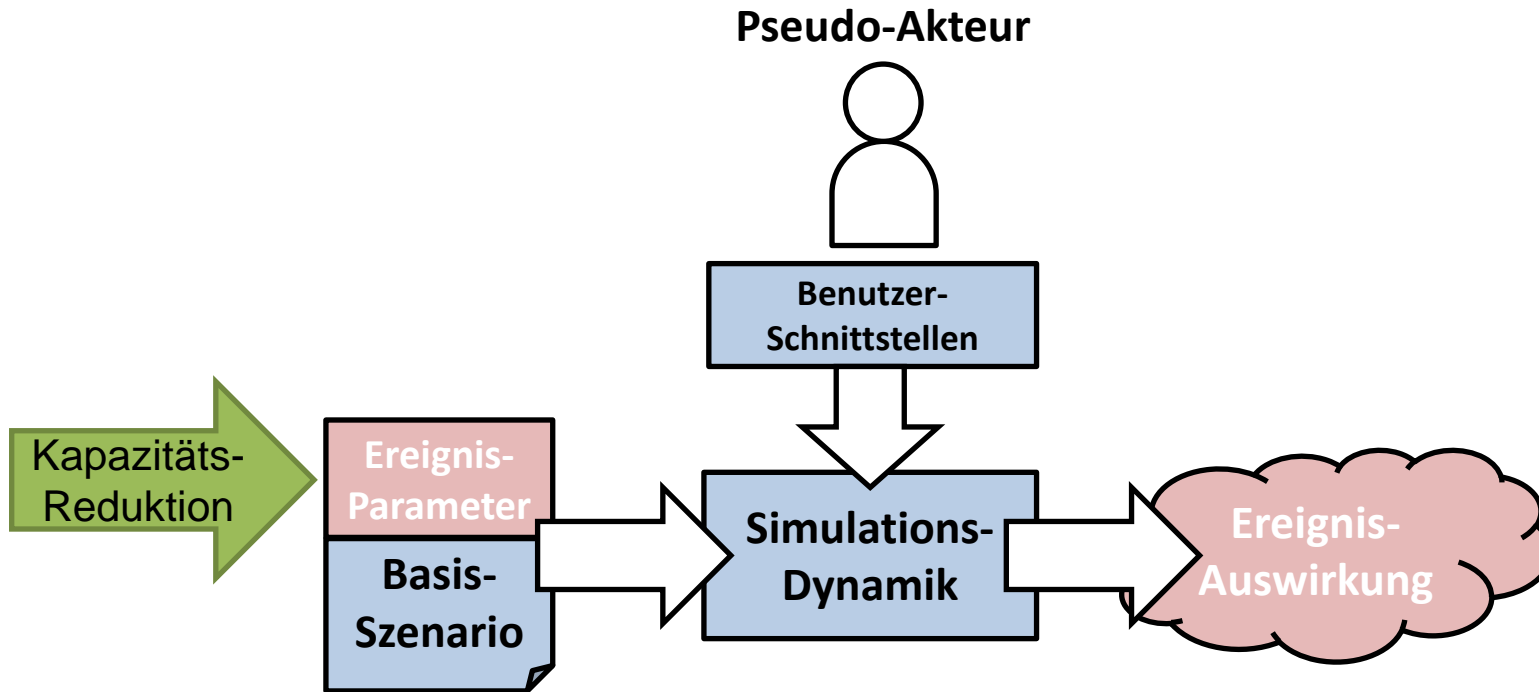 Pseudo-Akteur
Benutzer-
Schnittstellen
Kapazitäts-
Reduktion
Ereignis-
Parameter
Basis-
Szenario
Simulations-
Dynamik
Ereignis-
Auswirkung